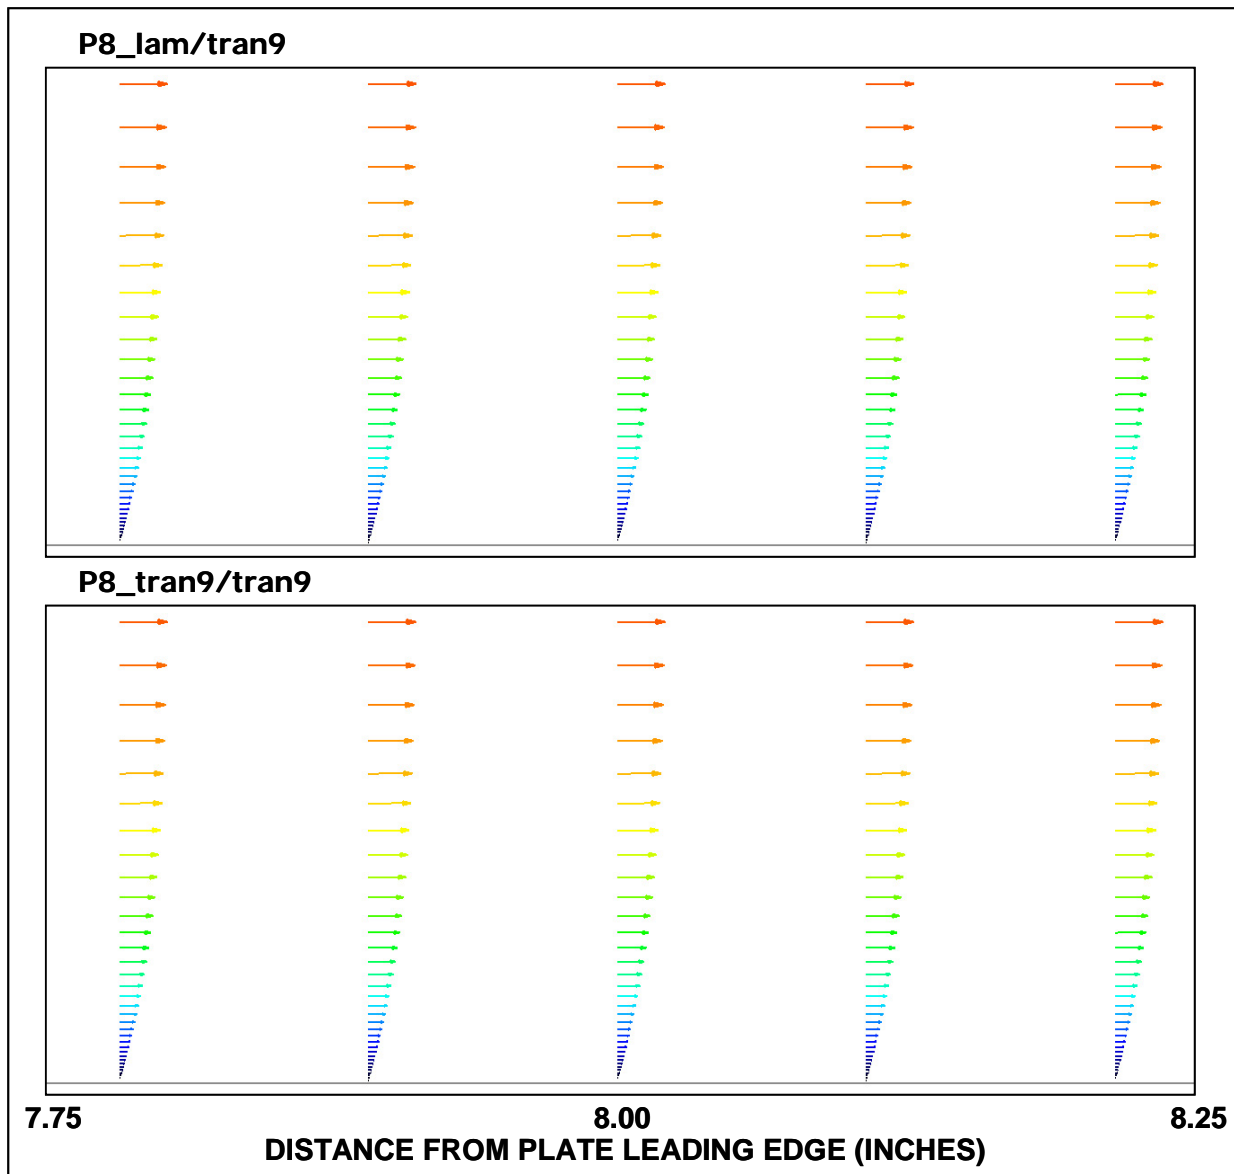 P8_lam/tran9
P8_tran9/tran9
7.75 8.00 8.25
DISTANCE FROM PLATE LEADING EDGE (INCHES)